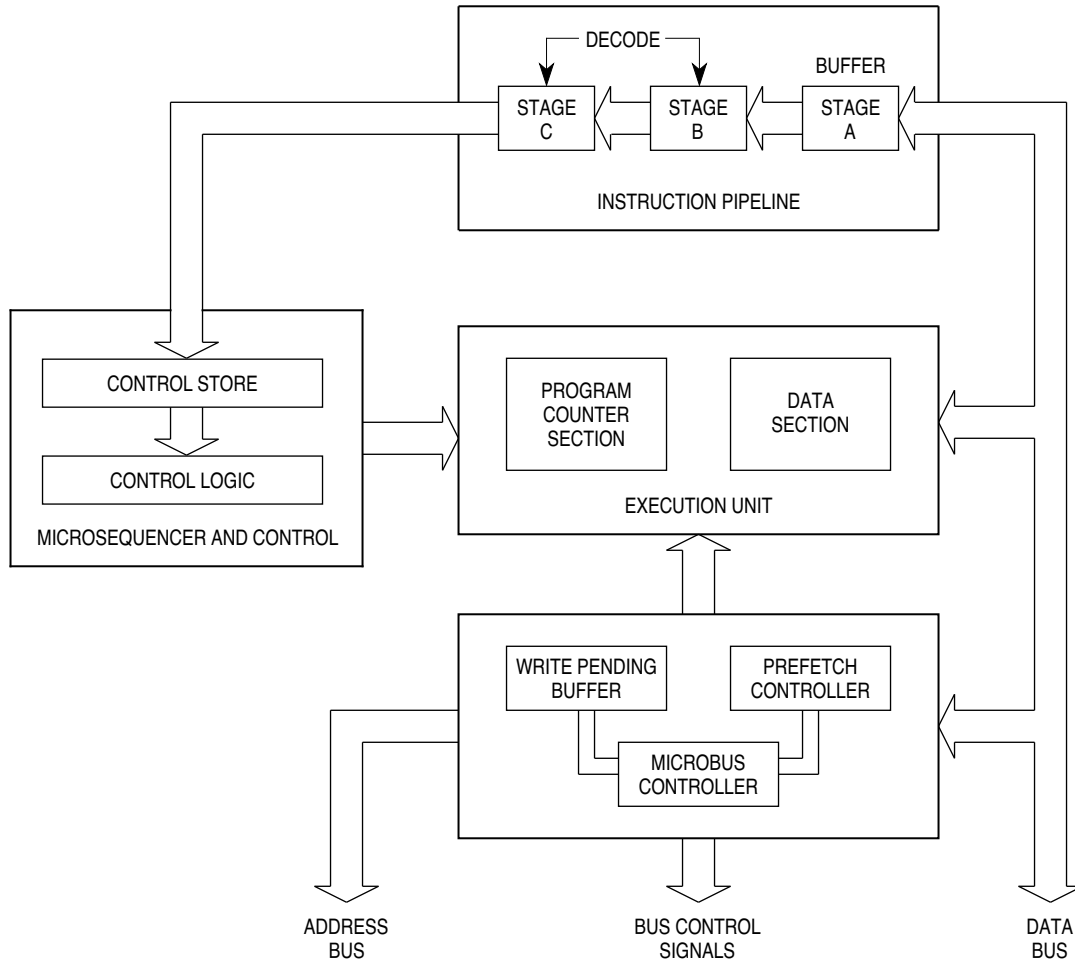 DECODE
BUFFER
STAGE
C
STAGE
B
STAGE
A
INSTRUCTION PIPELINE
CONTROL STORE
CONTROL LOGIC
MICROSEQUENCER AND CONTROL
PROGRAM
COUNTER
SECTION
DATA
SECTION
EXECUTION UNIT
WRITE PENDING
BUFFER
PREFETCH
CONTROLLER
MICROBUS
CONTROLLER
ADDRESS
BUS
BUS CONTROL
SIGNALS
DATA
BUS